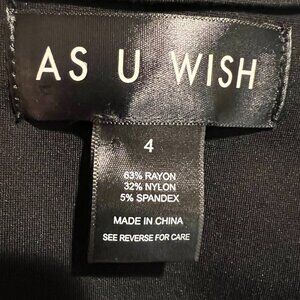 AS U WISH
4
63% RAYON
32% NYLON
5% SPANDEX
MADE IN CHINA
SEE REVERSE FOR CARE